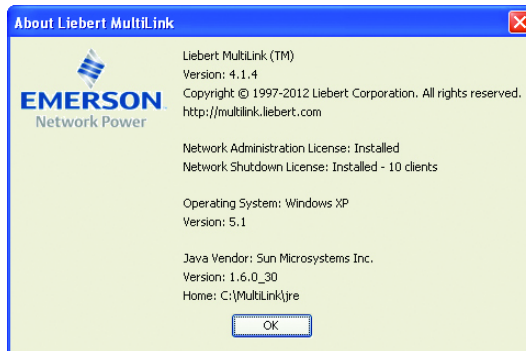 About Liebert MultiLink
EMERSON
Network Power
Liebert MultiLink (TM)
Version: 4.1.4
Copyright © 1997-2012 Liebert Corporation. All rights reserved.
http://multilink.liebert.com
Network Administration License: Installed
Network Shutdown License: Installed - 10 clients
Operating System: Windows XP
Version: 5.1
Java Vendor: Sun Microsystems Inc.
Version: 1.6.0_30
Home: C:\MultiLink\jre
OK